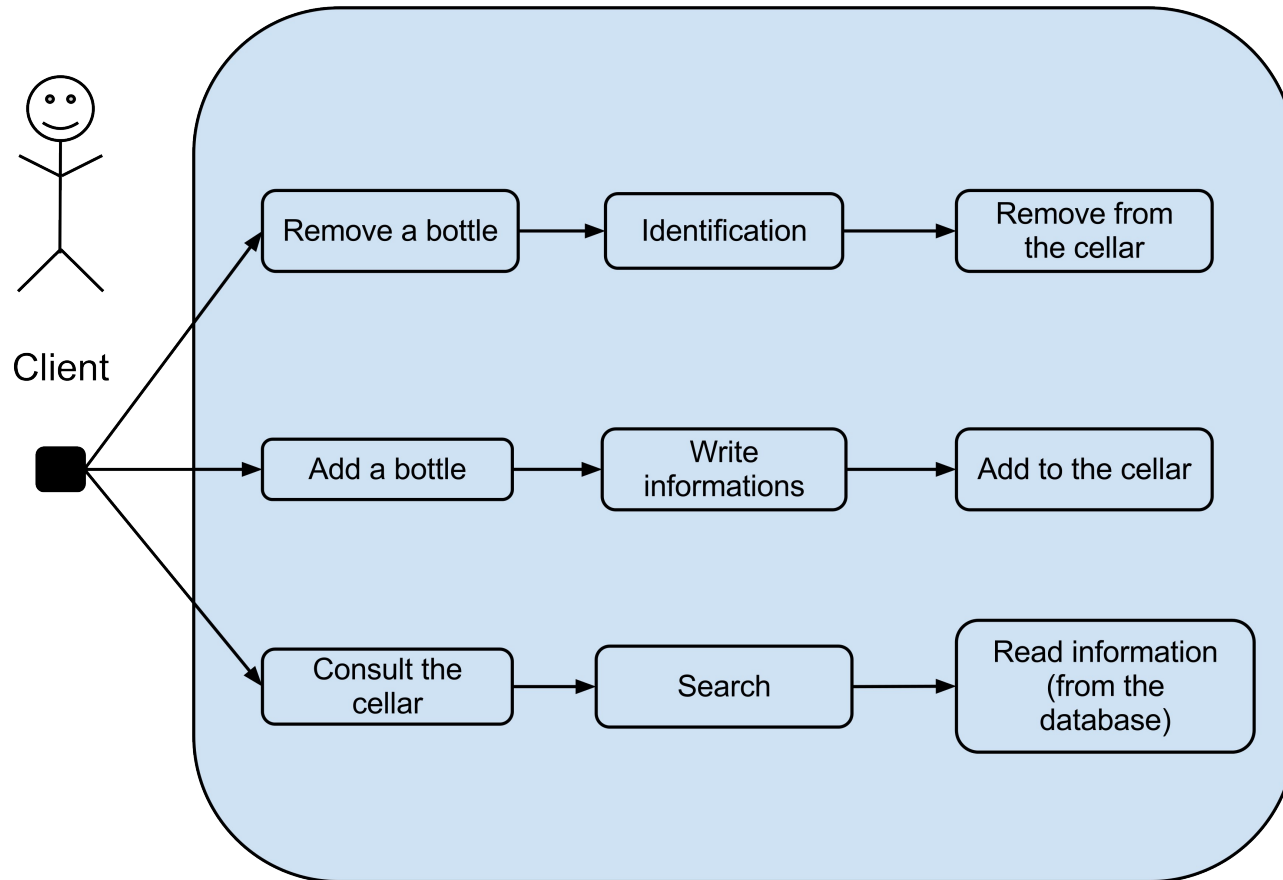 Client
Remove a bottle
Identification
Remove from
the cellar
Add a bottle
Write
informations
Add to the cellar
Consult the
cellar
Search
Read information
(from the
database)